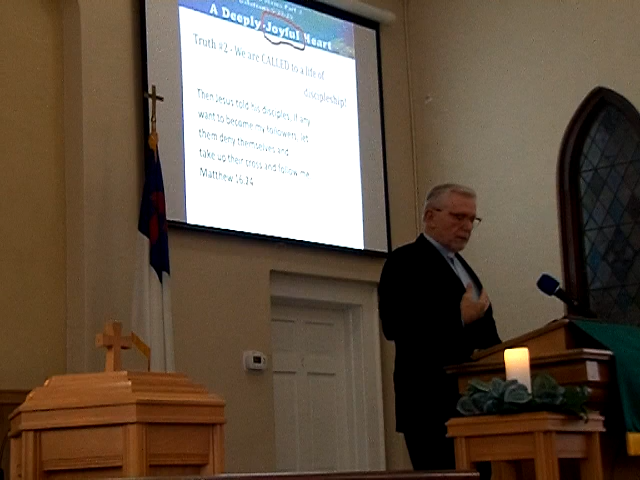 A Deeply Joyful Heart
Truth #2 - We are CALLED to a life of
discipleship!
Then Jesus told his disciples, if any
want to become my followers, let
them deny themselves and
take up their cross and follow me
Matthew 16:24